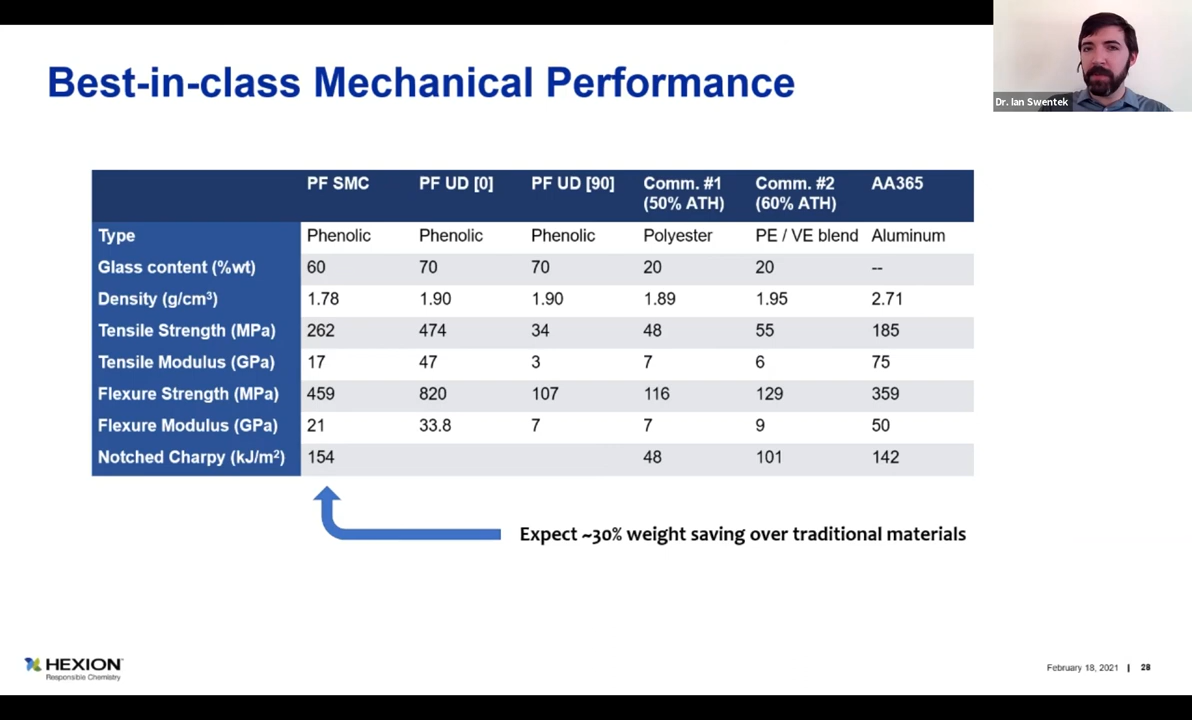 Best-in-class Mechanical Performance
Dr. Ian Swentek
PF SMC PF UD [0] PF UD [90] Comm. #1 (50% ATH) Comm. #2 (60% ATH) AA365
Type Phenolic Phenolic Phenolic Polyester PE / VE blend Aluminum
Glass content (%wt) 60 70 70 20 20 --
Density (g/cm³) 1.78 1.90 1.90 1.89 1.95 2.71
Tensile Strength (MPa) 262 474 34 48 55 185
Tensile Modulus (GPa) 17 47 3 7 6 75
Flexure Strength (MPa) 459 820 107 116 129 359
Flexure Modulus (GPa) 21 33.8 7 7 9 50
Notched Charpy (kJ/m²) 154 48 101 142
Expect ~30% weight saving over traditional materials
HEXION
Responsible Chemistry
February 18, 2021 | 28